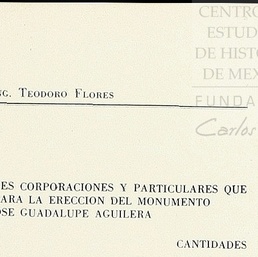 CENTRO
ESTUD
DE HISTO
DE MEX
FUNDA
Carlos
TEODORO FLORES
ES CORPORACIONES Y PARTICULARES QUE
ARA LA ERECCION DEL MONUMENTO
OSE GUADALUPE AGUILERA
CANTIDADES